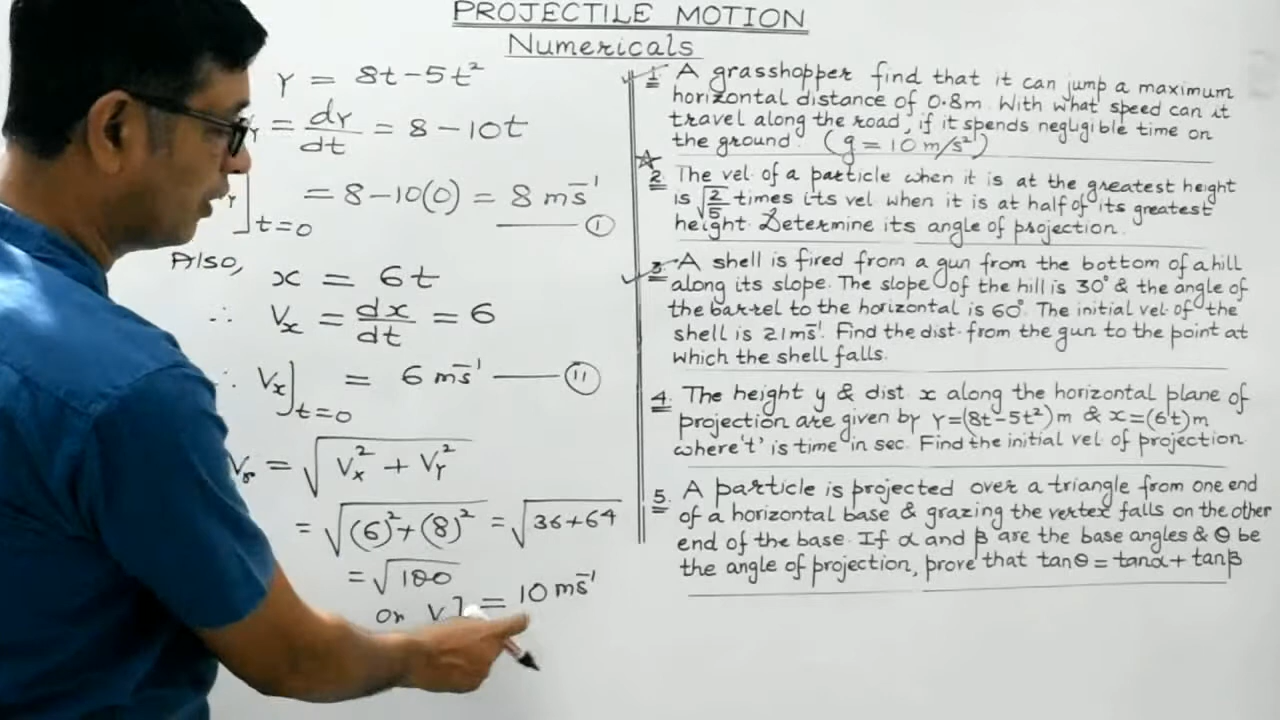 PROJECTILE MOTION
Numericals
Y = 8t-5t²
= dY/dt = 8-10t
]t=0 = 8-10(0) = 8 ms⁻¹ —— (I)
Also, x = 6t
∴ Vx = dx/dt = 6
∴ Vx]t=0 = 6 ms⁻¹ —— (II)
= √(Vx² + VY²)
= √((6)²+(8)²) = √(36+64)
= √100
or V] = 10 ms⁻¹
1. A grasshopper find that it can jump a maximum
horizontal distance of 0.8m. With what speed can it
travel along the road, if it spends negligible time on
the ground. (g = 10 m/s²)
2. The vel. of a particle when it is at the greatest height
is √(2/5) times its vel when it is at half of its greatest
height. Determine its angle of projection.
3. A shell is fired from a gun from the bottom of a hill
along its slope. The slope of the hill is 30° & the angle of
the barrel to the horizontal is 60°. The initial vel. of the
shell is 21ms⁻¹. Find the dist. from the gun to the point at
which the shell falls.
4. The height y & dist. x along the horizontal plane of
projection are given by Y=(8t-5t²)m & x=(6t)m
where 't' is time in sec. Find the initial vel of projection.
5. A particle is projected over a triangle from one end
of a horizontal base & grazing the vertex falls on the other
end of the base. If α and β are the base angles & θ be
the angle of projection, prove that tanθ = tanα + tanβ